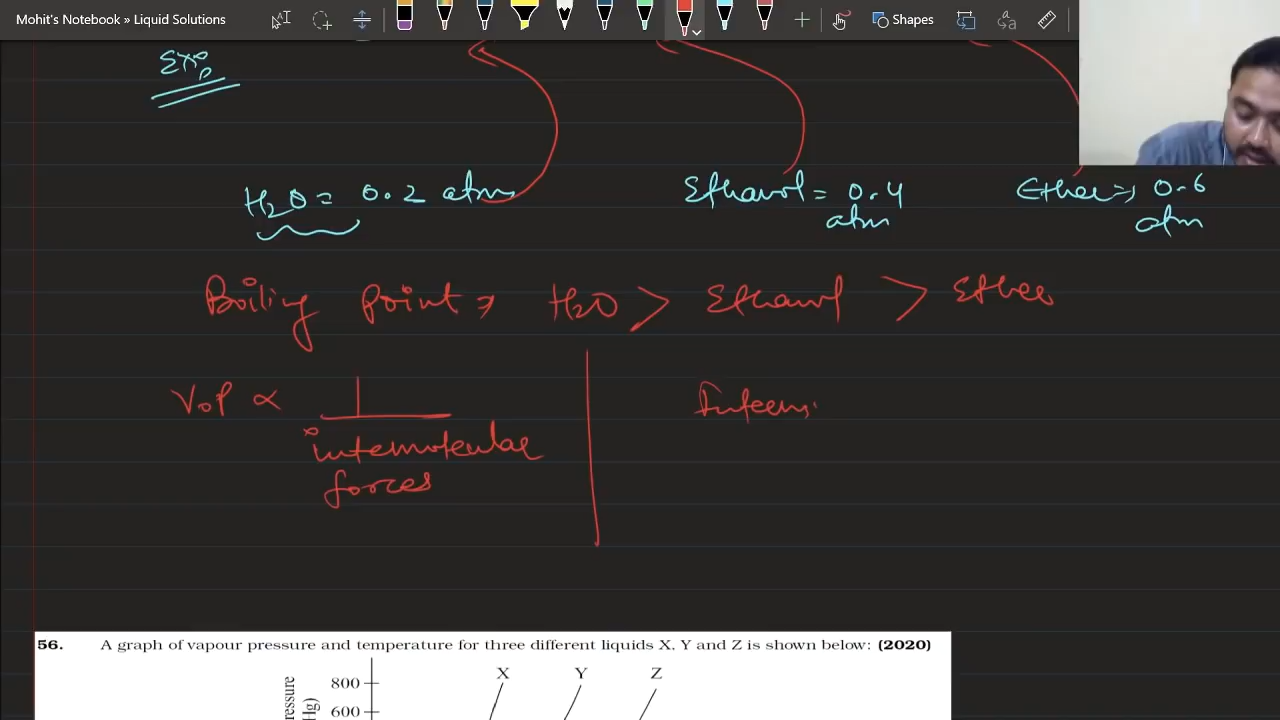 Mohit's Notebook » Liquid Solutions
Shapes
Exp
H2O = 0.2 atm
Ethanol = 0.4 atm
Ether => 0.6 atm
Boiling Point => H2O > Ethanol > Ether
V.P ∝ 1
intermolecular
forces
56. A graph of vapour pressure and temperature for three different liquids X, Y and Z is shown below: (2020)
X Y Z
800
600
ressure
Hg)